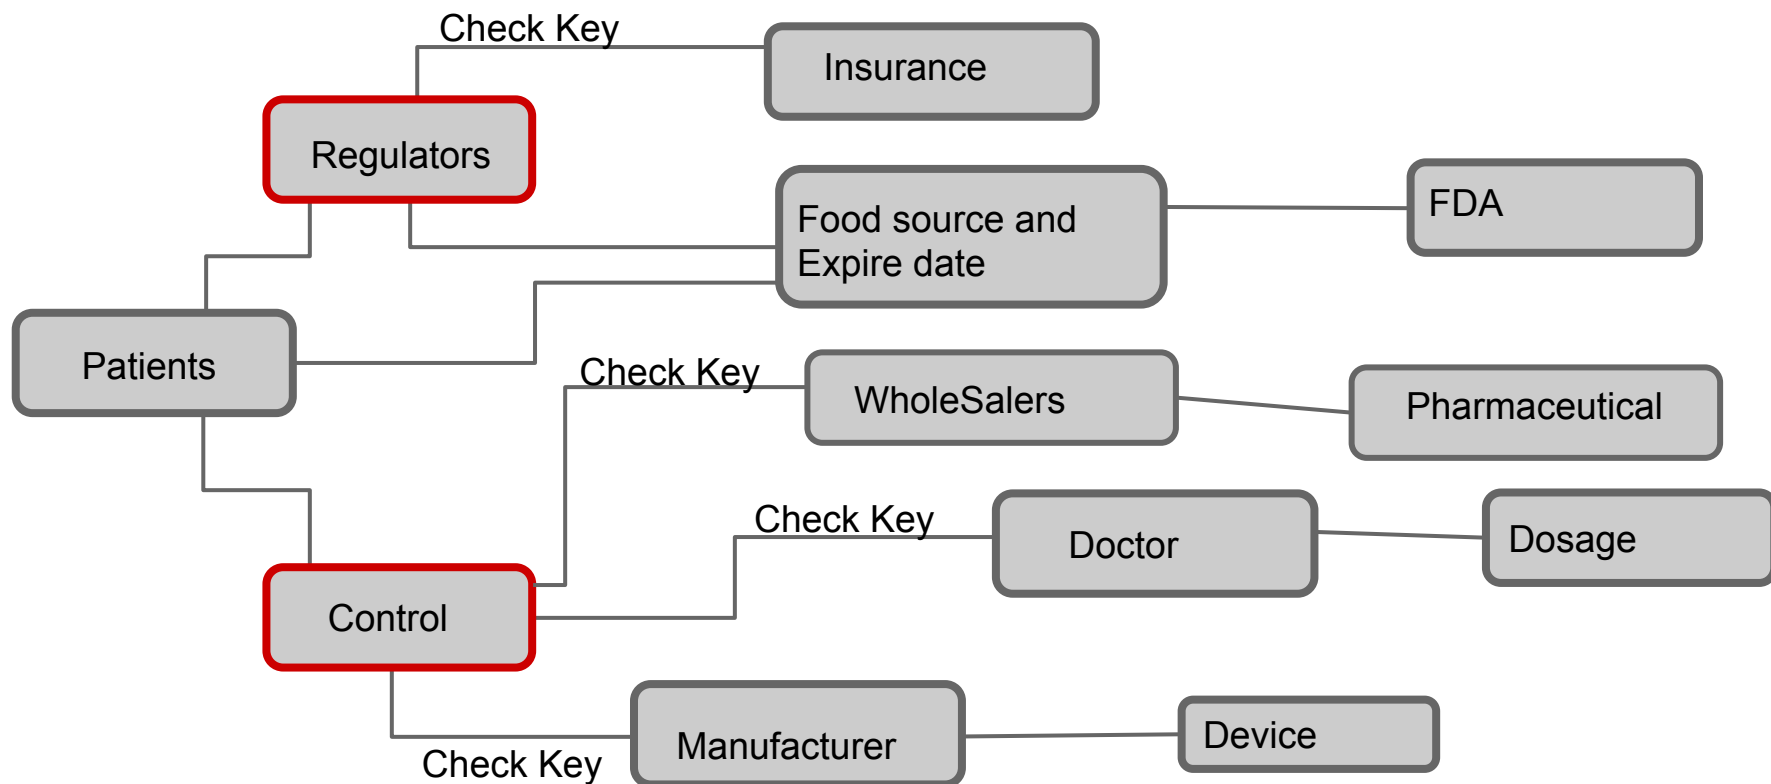 Check Key
Insurance
Regulators
Food source and
Expire date
FDA
Patients
Check Key
WholeSalers
Pharmaceutical
Check Key
Doctor
Dosage
Control
Check Key
Manufacturer
Device